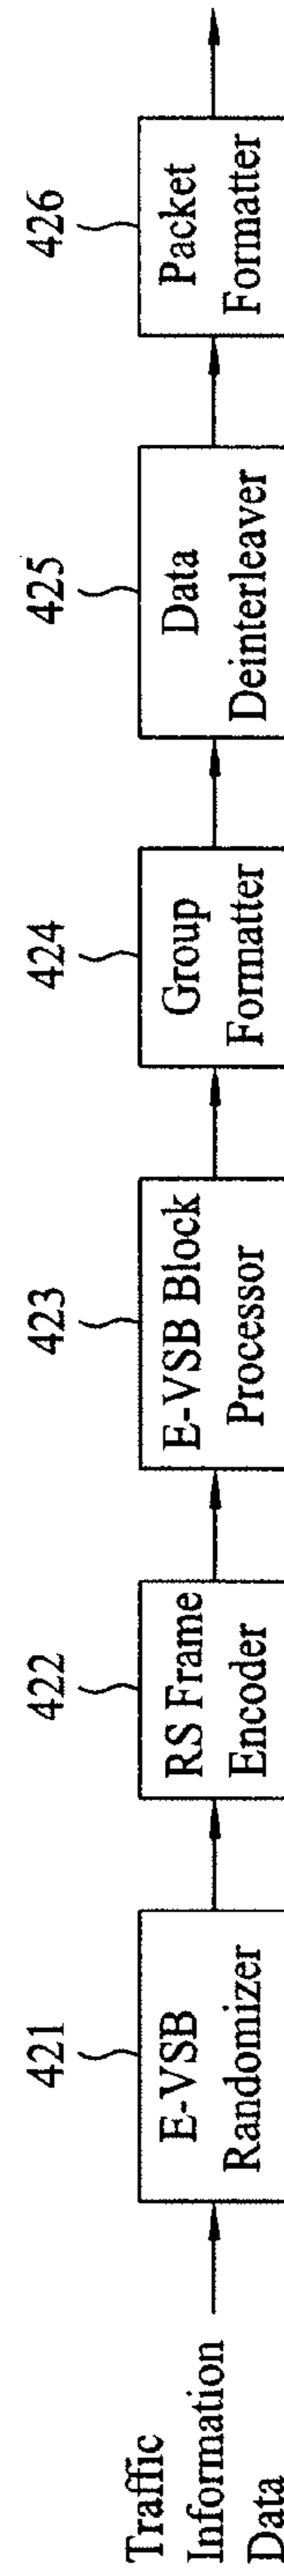 Traffic
Information
Data
421
E-VSB
Randomizer
422
RS Frame
Encoder
423
E-VSB Block
Processor
424
Group
Formatter
425
Data
Deinterleaver
426
Packet
Formatter